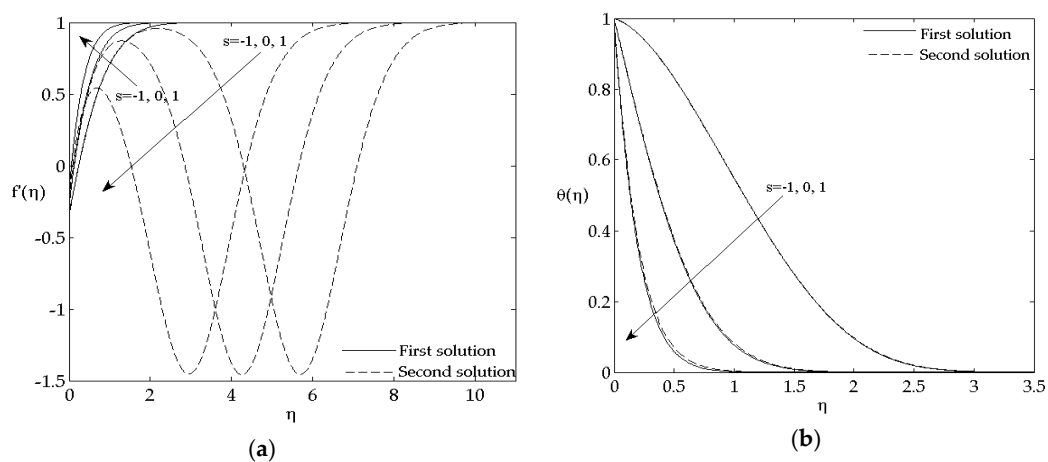 1
0.5
0
f'(η)
-0.5
-1
-1.5
0
2
4
6
8
10
η
s=-1, 0, 1
s=-1, 0, 1
First solution
Second solution
(a)
1
0.8
0.6
θ(η)
0.4
0.2
0
0
0.5
1
1.5
2
2.5
3
3.5
η
First solution
Second solution
s=-1, 0, 1
(b)